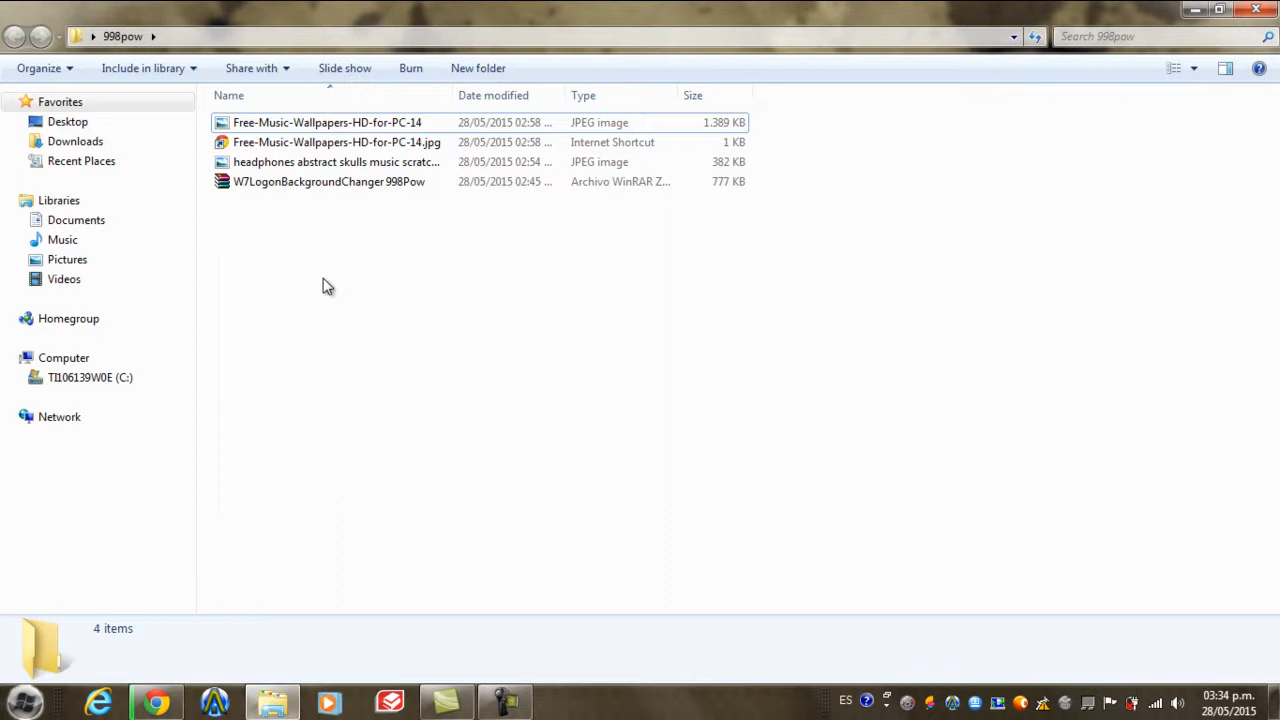 998pow
Search 998pow
Organize Include in library Share with Slide show Burn New folder
Favorites
Desktop
Downloads
Recent Places
Libraries
Documents
Music
Pictures
Videos
Homegroup
Computer
TI106139W0E (C:)
Network
Name Date modified Type Size
Free-Music-Wallpapers-HD-for-PC-14 28/05/2015 02:58 ... JPEG image 1.389 KB
Free-Music-Wallpapers-HD-for-PC-14.jpg 28/05/2015 02:58 ... Internet Shortcut 1 KB
headphones abstract skulls music scratc... 28/05/2015 02:54 ... JPEG image 382 KB
W7LogonBackgroundChanger 998Pow 28/05/2015 02:45 ... Archivo WinRAR Z... 777 KB
4 items
ES
03:34 p.m.
28/05/2015